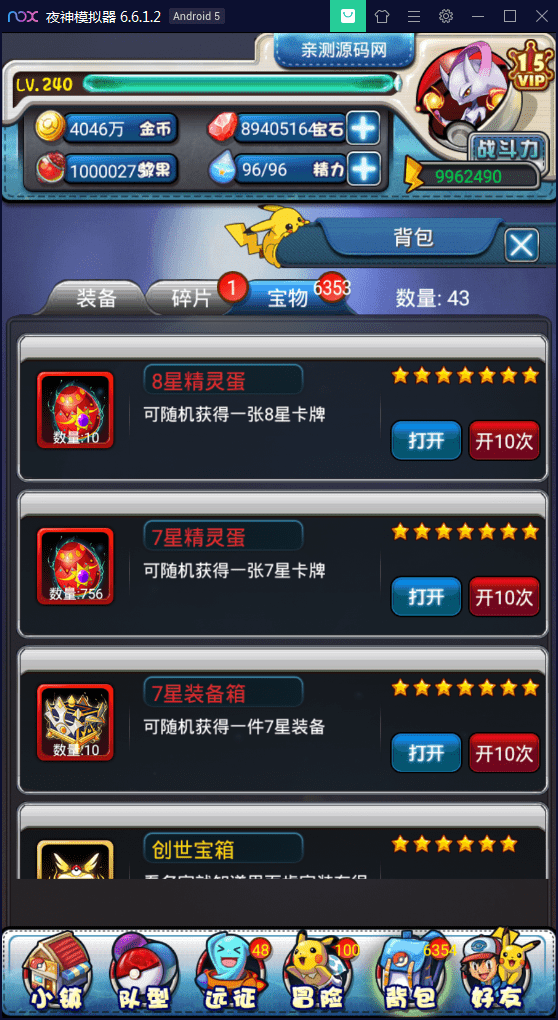 nox 夜神模拟器 6.6.1.2 Android 5
亲测源码网
LV.240
15
VIP
4046万 金币
8940516 宝石
战斗力
1000027 浆果
96/96 精力
9962490
背包
装备
碎片 1
宝物 6353
数量: 43
8星精灵蛋
可随机获得一张8星卡牌
数量:10
打开
开10次
7星精灵蛋
可随机获得一张7星卡牌
数量:756
打开
开10次
7星装备箱
可随机获得一件7星装备
数量:10
打开
开10次
创世宝箱
小镇
队型
远征 48
冒险 100
背包 6354
好友